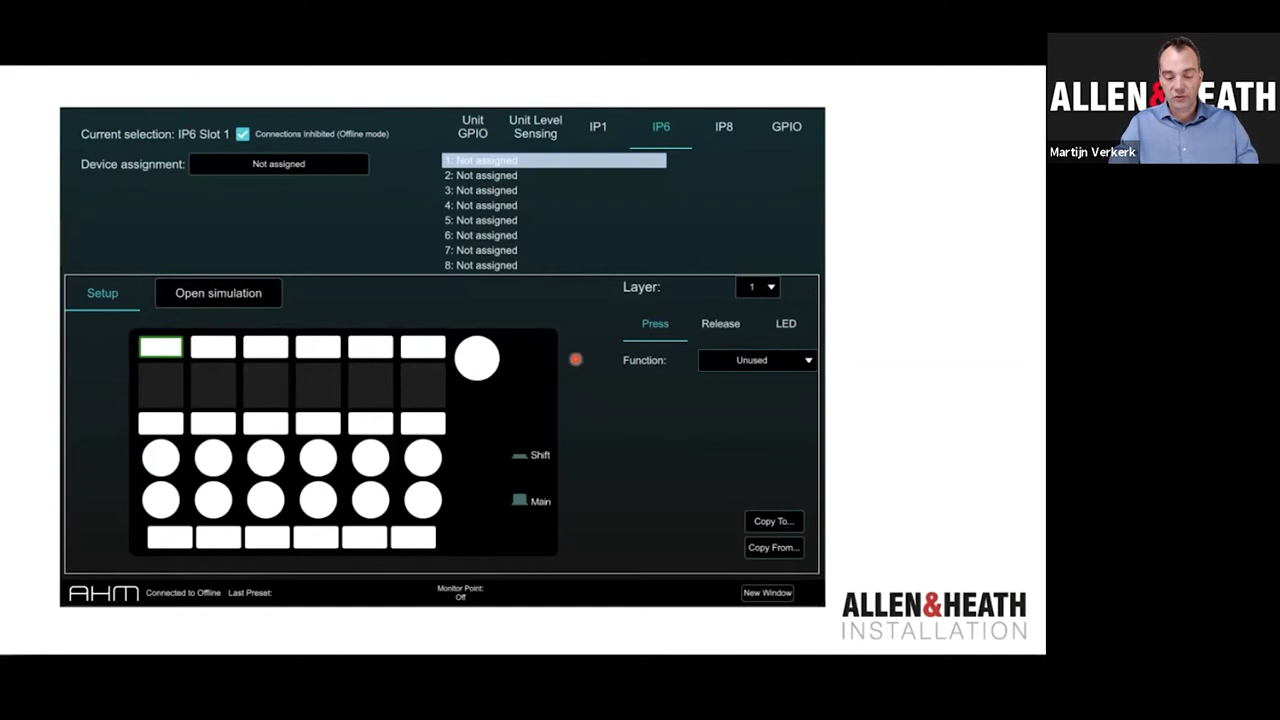 Current selection: IP6 Slot 1
Connections Inhibited (Offline mode)
Device assignment:
Not assigned
Unit
GPIO
Unit Level
Sensing
IP1
IP6
IP8
GPIO
1: Not assigned
2: Not assigned
3: Not assigned
4: Not assigned
5: Not assigned
6: Not assigned
7: Not assigned
8: Not assigned
Setup
Open simulation
Layer:
1
Press
Release
LED
Function:
Unused
Shift
Main
Copy To...
Copy From...
AHM
Connected to Offline
Last Preset:
Monitor Point:
Off
New Window
ALLEN&HEATH
INSTALLATION
ALLEN&HEATH
Martijn Verkerk